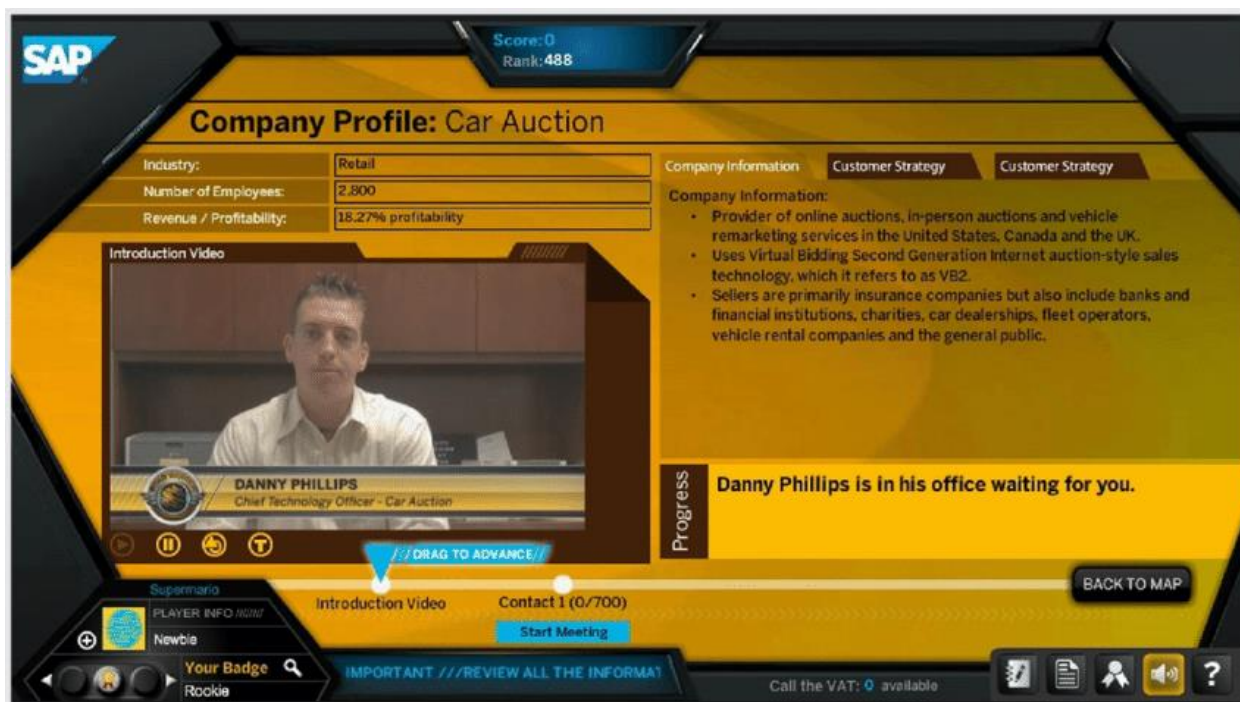 SAP
Score:0
Rank:488
Company Profile: Car Auction
Industry: Retail
Number of Employees: 2,800
Revenue / Profitability: 18.27% profitability
Introduction Video
DANNY PHILLIPS
Chief Technology Officer - Car Auction
Company Information Customer Strategy Customer Strategy
Company Information:
• Provider of online auctions, in-person auctions and vehicle
remarketing services in the United States, Canada and the UK.
• Uses Virtual Bidding Second Generation Internet auction-style sales
technology, which it refers to as VB2.
• Sellers are primarily insurance companies but also include banks and
financial institutions, charities, car dealerships, fleet operators,
vehicle rental companies and the general public.
Progress
Danny Phillips is in his office waiting for you.
T
/// DRAG TO ADVANCE //
Introduction Video
Contact 1 (0/700)
Start Meeting
BACK TO MAP
Supermario
PLAYER INFO //////
Newbie
Your Badge
Rookie
IMPORTANT ///REVIEW ALL THE INFORMAT
Call the VAT: 0 available
?